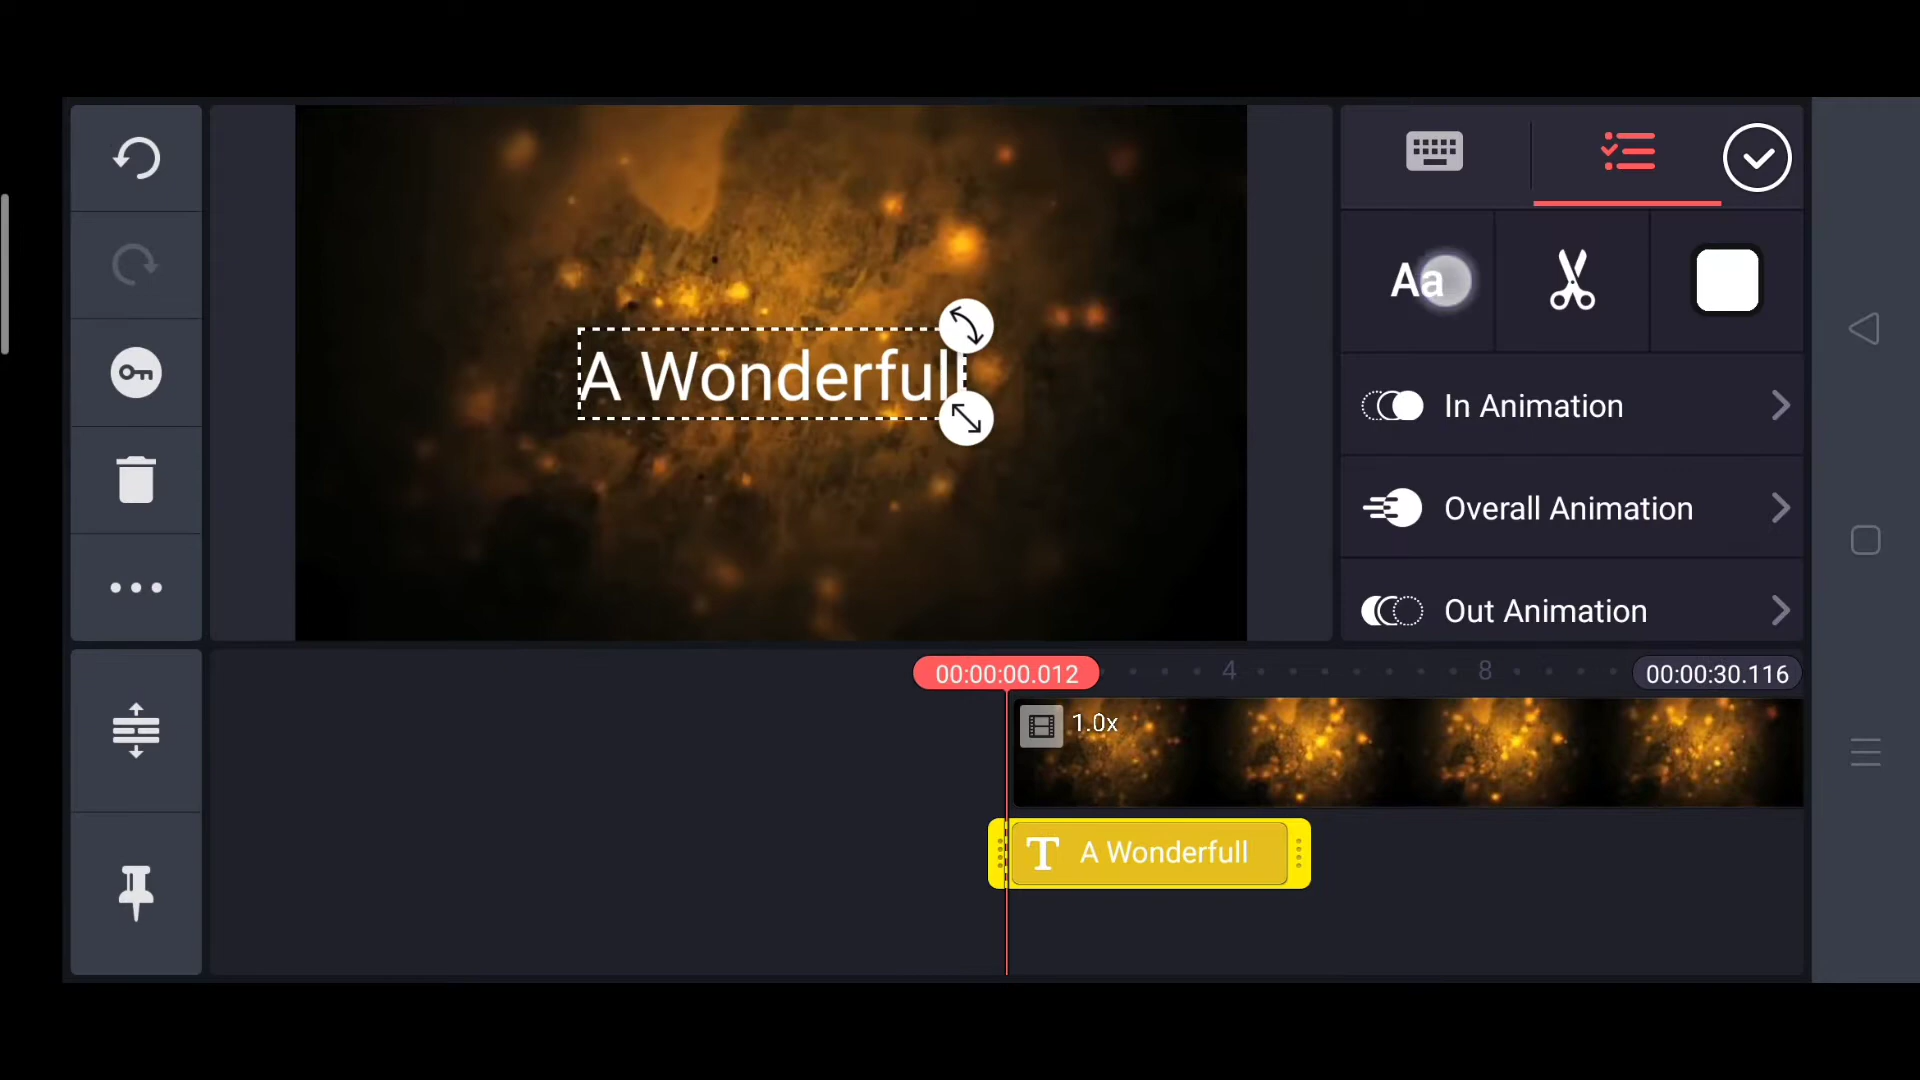 A Wonderfull
Aa
In Animation
Overall Animation
Out Animation
00:00:00.012
4
8
00:00:30.116
1.0x
T A Wonderfull